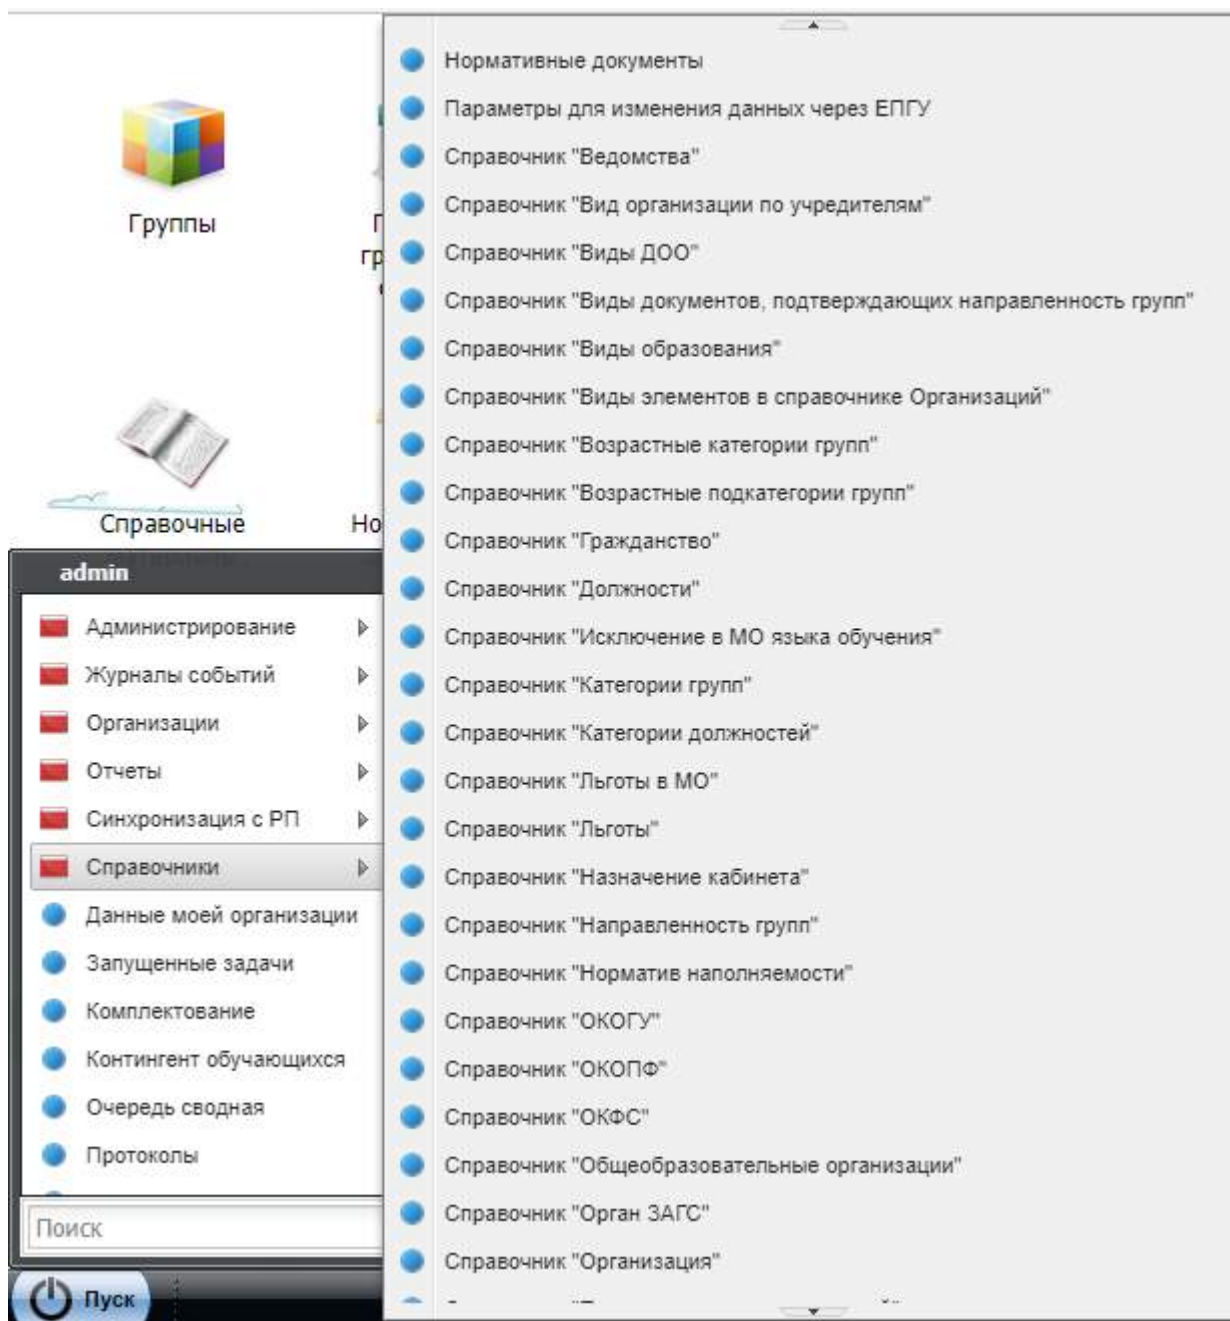 Группы
Г
гр
Справочные
Но
admin
Администрирование
Журналы событий
Организации
Отчеты
Синхронизация с РП
Справочники
Данные моей организации
Запущенные задачи
Комплектование
Контингент обучающихся
Очередь сводная
Протоколы
Поиск
Пуск
Нормативные документы
Параметры для изменения данных через ЕПГУ
Справочник "Ведомства"
Справочник "Вид организации по учредителям"
Справочник "Виды ДОО"
Справочник "Виды документов, подтверждающих направленность групп"
Справочник "Виды образования"
Справочник "Виды элементов в справочнике Организаций"
Справочник "Возрастные категории групп"
Справочник "Возрастные подкатегории групп"
Справочник "Гражданство"
Справочник "Должности"
Справочник "Исключение в МО языка обучения"
Справочник "Категории групп"
Справочник "Категории должностей"
Справочник "Льготы в МО"
Справочник "Льготы"
Справочник "Назначение кабинета"
Справочник "Направленность групп"
Справочник "Норматив наполняемости"
Справочник "ОКОГУ"
Справочник "ОКОПФ"
Справочник "ОКФС"
Справочник "Общеобразовательные организации"
Справочник "Орган ЗАГС"
Справочник "Организация"